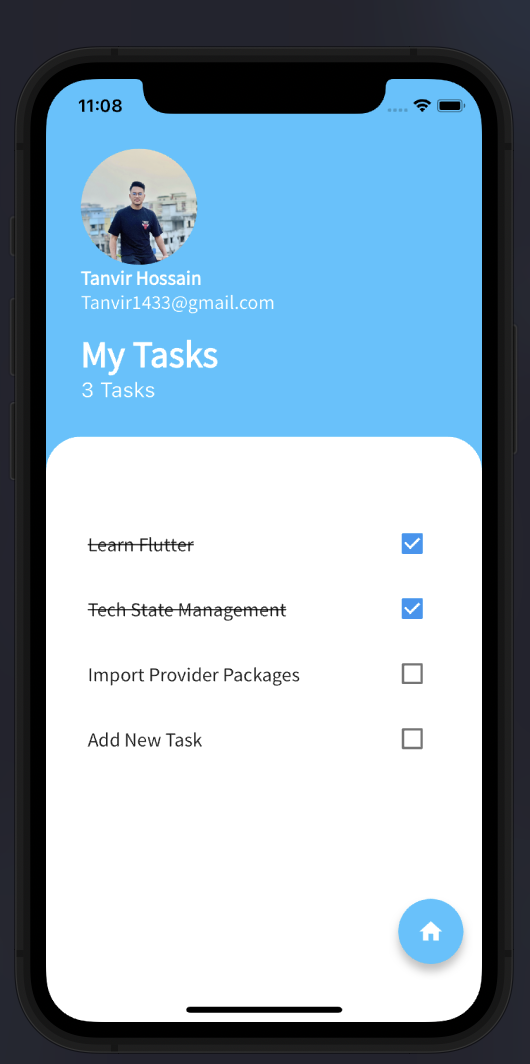 11:08
Tanvir Hossain
Tanvir1433@gmail.com
My Tasks
3 Tasks
Learn Flutter
Tech State Management
Import Provider Packages
Add New Task